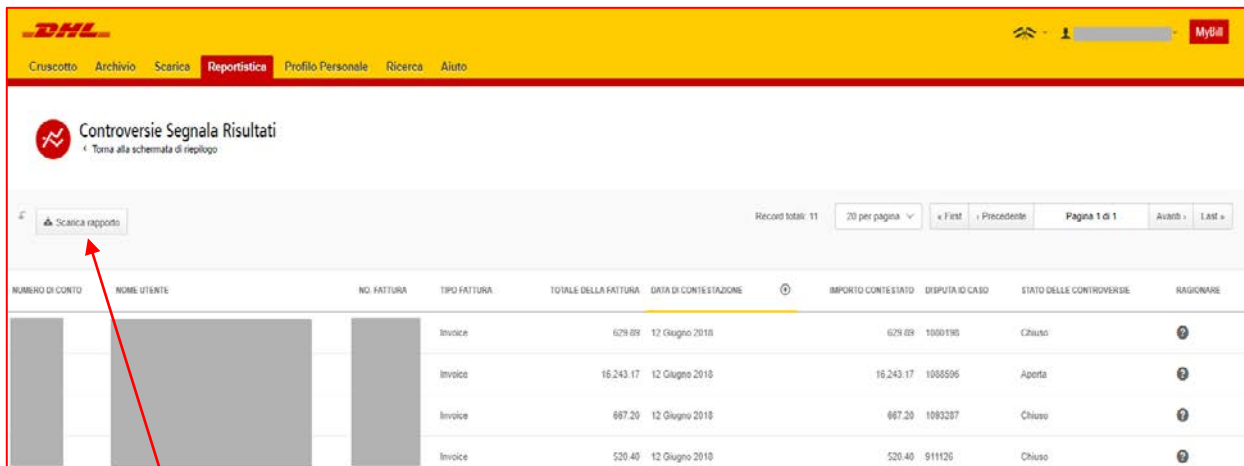 DHL
MyBill
Cruscotto Archivio Scarica Reportistica Profilo Personale Ricerca Aiuto
Controversie Segnala Risultati
‹ Torna alla schermata di riepilogo
Scarica rapporto
Record totali: 11 20 per pagina « First ‹ Precedente Pagina 1 di 1 Avanti › Last »
NUMERO DI CONTO NOME UTENTE NO. FATTURA TIPO FATTURA TOTALE DELLA FATTURA DATA DI CONTESTAZIONE IMPORTO CONTESTATO DISPUTA ID CASO STATO DELLE CONTROVERSIE RAGIONARE
Invoice 629.89 12 Giugno 2018 629.89 1080198 Chiuso ?
Invoice 16,243.17 12 Giugno 2018 16,243.17 1088596 Aperta ?
Invoice 667.20 12 Giugno 2018 667.20 1093287 Chiuso ?
Invoice 520.40 12 Giugno 2018 520.40 911126 Chiuso ?